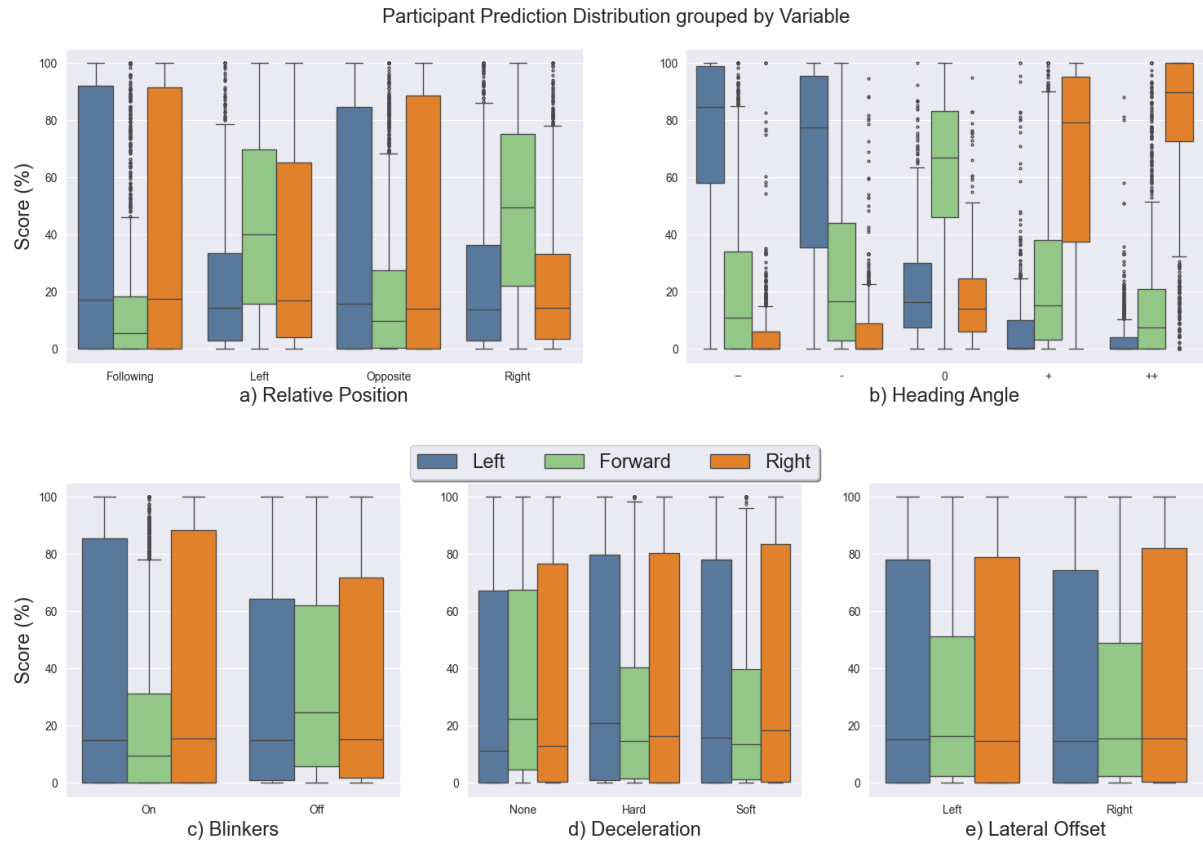 Participant Prediction Distribution grouped by Variable
Score (%)
100
80
60
40
20
0
Following Left Opposite Right
a) Relative Position
100
80
60
40
20
0
-- - 0 + ++
b) Heading Angle
Left Forward Right
Score (%)
100
80
60
40
20
0
On Off
c) Blinkers
100
80
60
40
20
0
None Hard Soft
d) Deceleration
100
80
60
40
20
0
Left Right
e) Lateral Offset